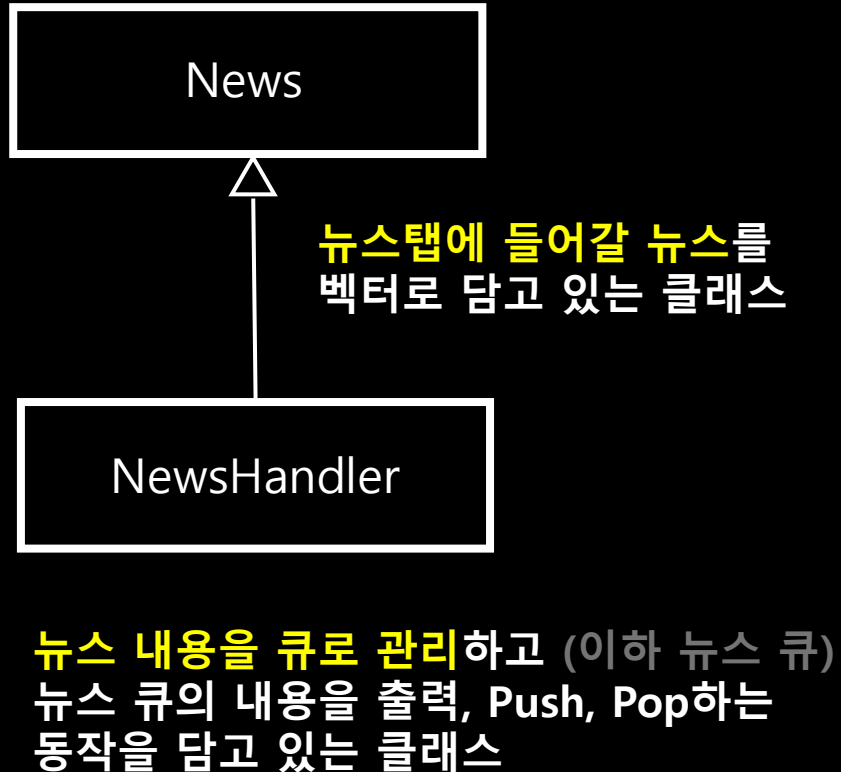 News
뉴스탭에 들어갈 뉴스를
벡터로 담고 있는 클래스
NewsHandler
뉴스 내용을 큐로 관리하고 (이하 뉴스 큐)
뉴스 큐의 내용을 출력, Push, Pop하는
동작을 담고 있는 클래스